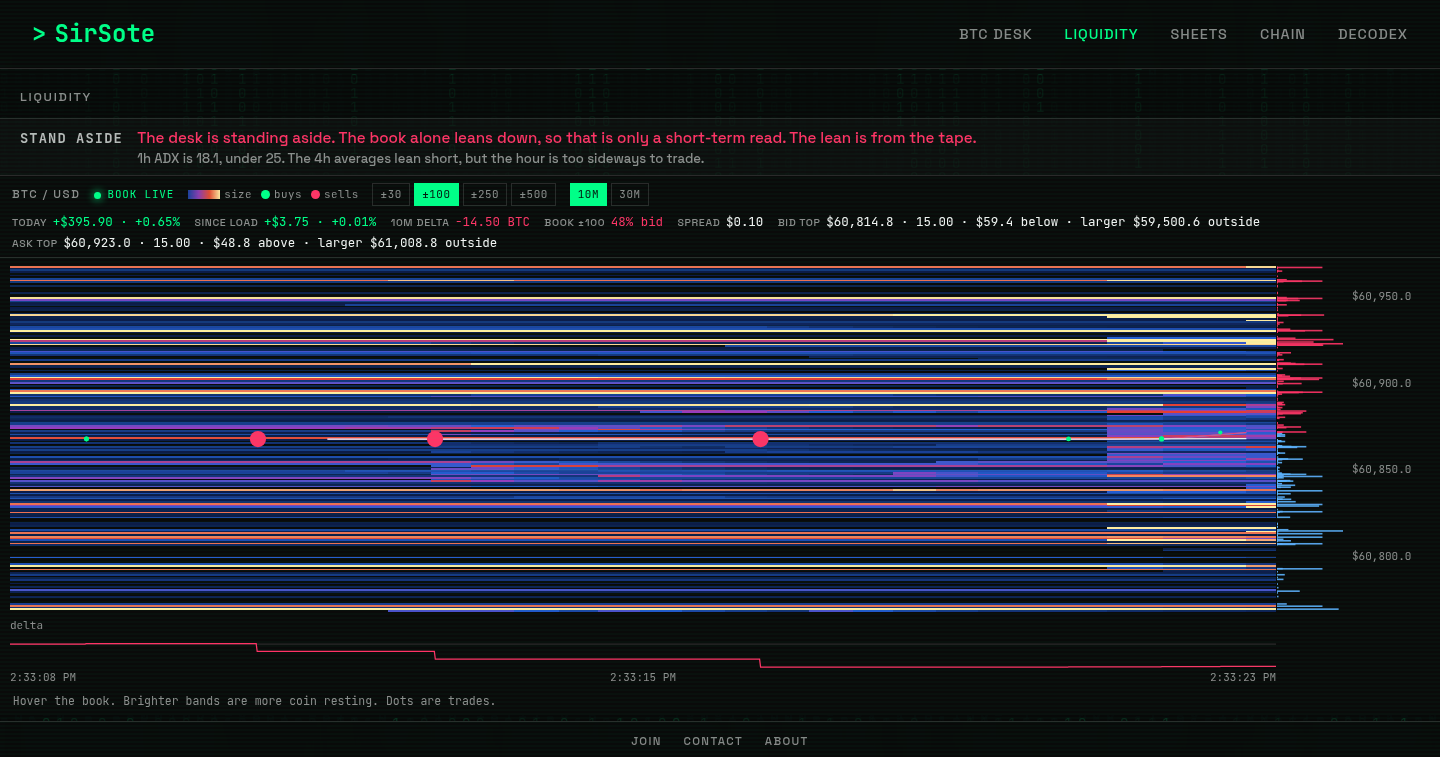 > SirSote
BTC DESK LIQUIDITY SHEETS CHAIN DECODEX
LIQUIDITY
STAND ASIDE The desk is standing aside. The book alone leans down, so that is only a short-term read. The lean is from the tape.
1h ADX is 18.1, under 25. The 4h averages lean short, but the hour is too sideways to trade.
BTC / USD BOOK LIVE size buys sells ±30 ±100 ±250 ±500 10M 30M
TODAY +$395.90 · +0.65% SINCE LOAD +$3.75 · +0.01% 10M DELTA -14.50 BTC BOOK ±100 48% bid SPREAD $0.10 BID TOP $60,814.8 · 15.00 · $59.4 below · larger $59,500.6 outside
ASK TOP $60,923.0 · 15.00 · $48.8 above · larger $61,008.8 outside
$60,950.0
$60,900.0
$60,850.0
$60,800.0
delta
2:33:08 PM 2:33:15 PM 2:33:23 PM
Hover the book. Brighter bands are more coin resting. Dots are trades.
JOIN CONTACT ABOUT